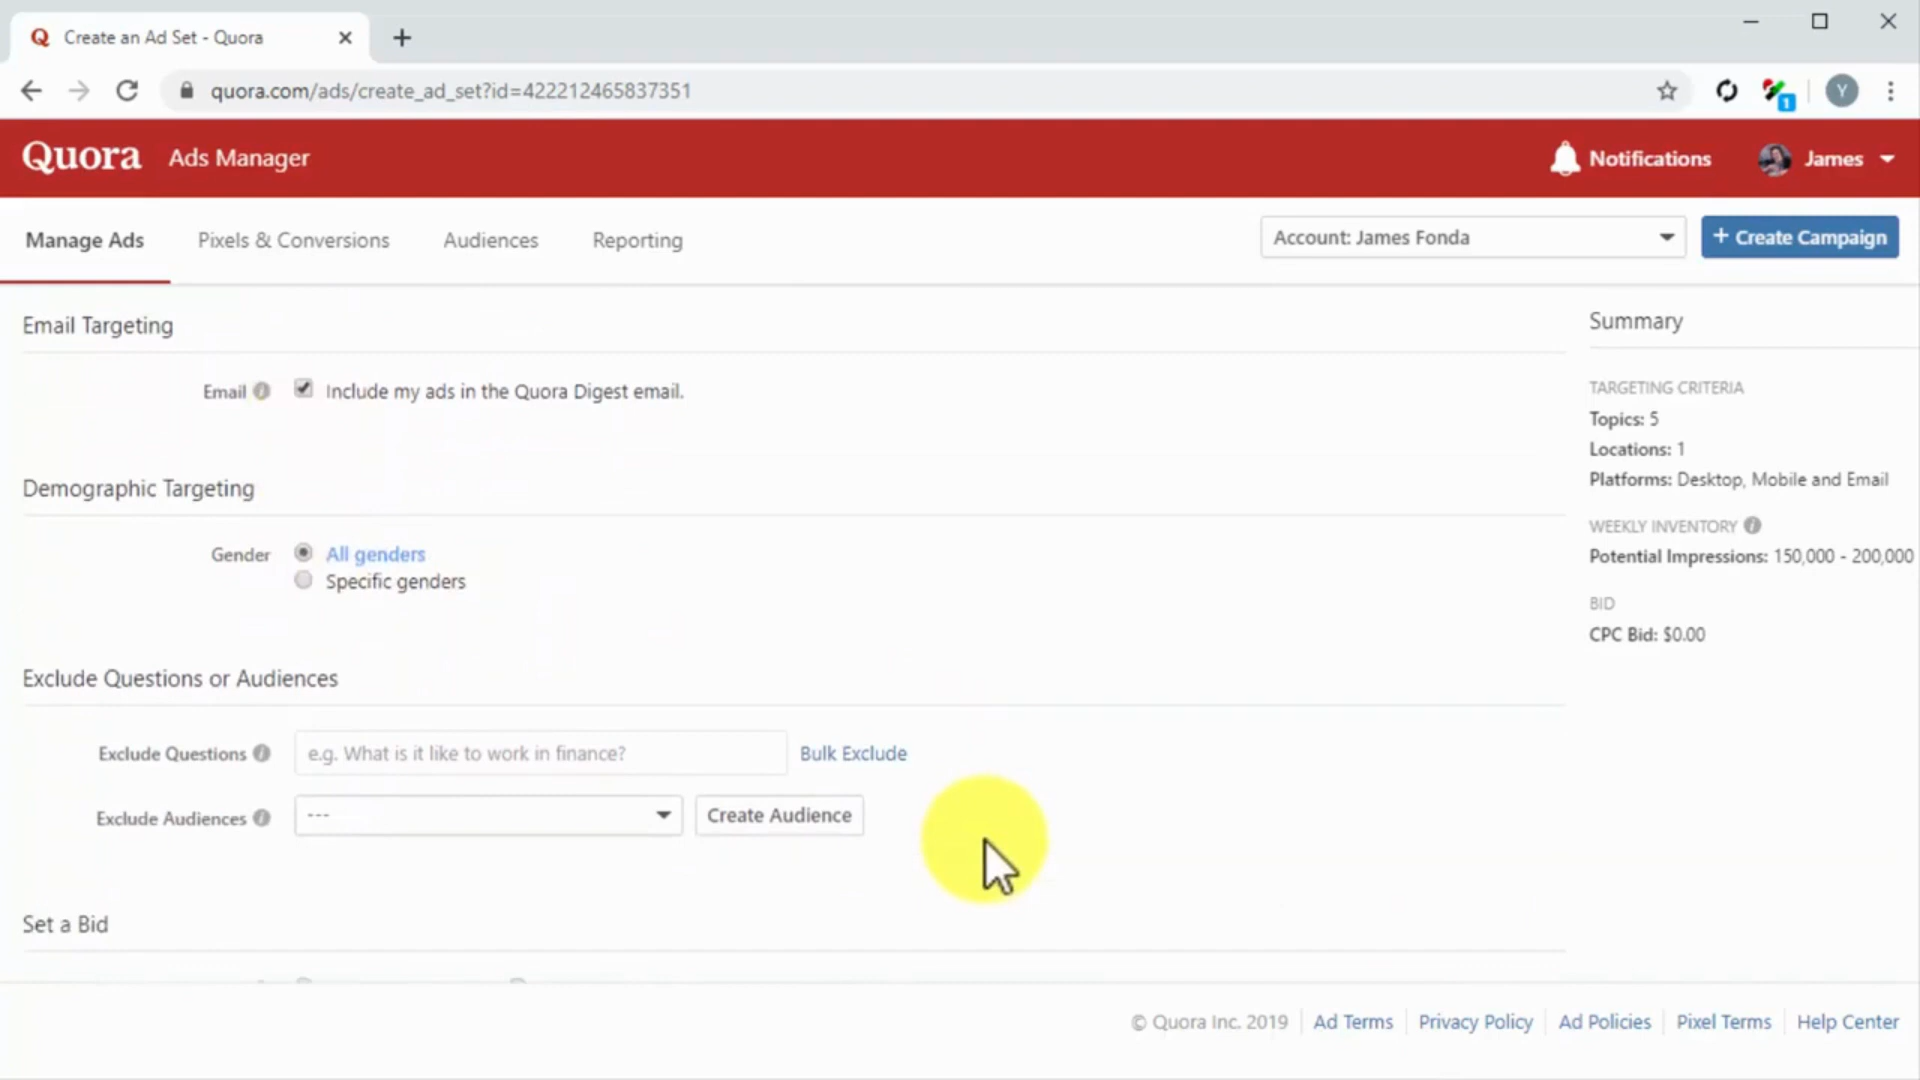 Create an Ad Set - Quora
quora.com/ads/create_ad_set?id=422212465837351
1
Y
Quora Ads Manager Notifications James
Manage Ads Pixels & Conversions Audiences Reporting Account: James Fonda + Create Campaign
Email Targeting
Email Include my ads in the Quora Digest email.
Demographic Targeting
Gender All genders
Specific genders
Exclude Questions or Audiences
Exclude Questions e.g. What is it like to work in finance? Bulk Exclude
Exclude Audiences --- Create Audience
Set a Bid
Summary
TARGETING CRITERIA
Topics: 5
Locations: 1
Platforms: Desktop, Mobile and Email
WEEKLY INVENTORY
Potential Impressions: 150,000 - 200,000
BID
CPC Bid: $0.00
© Quora Inc. 2019 Ad Terms Privacy Policy Ad Policies Pixel Terms Help Center